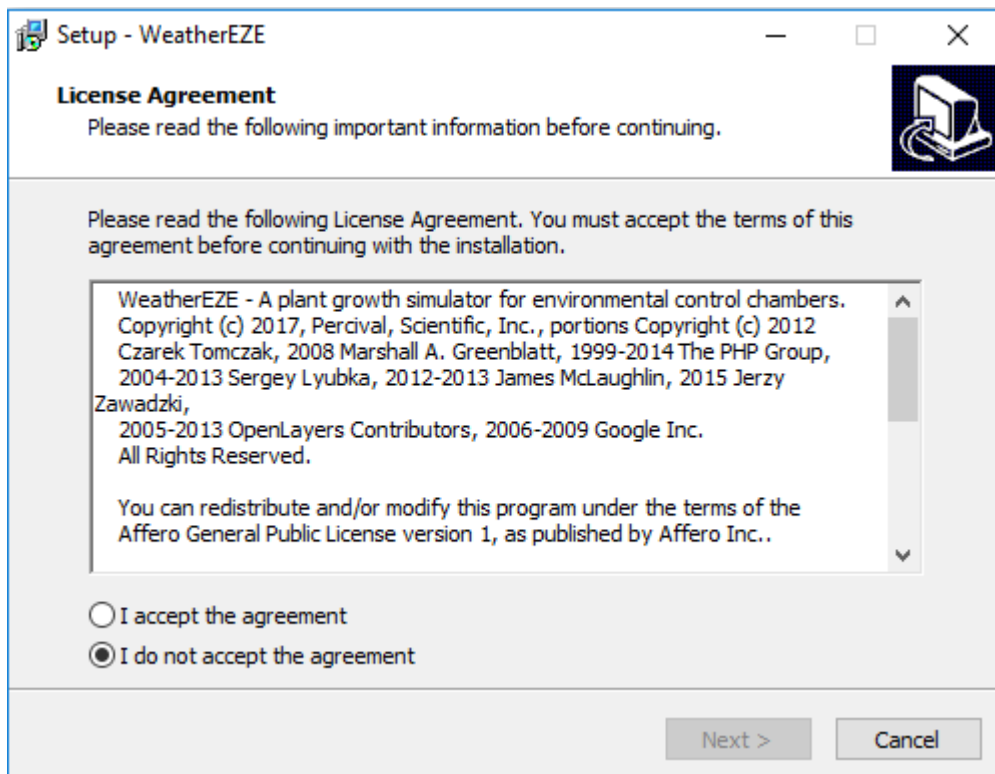 Setup - WeatherEZE
License Agreement
Please read the following important information before continuing.
Please read the following License Agreement. You must accept the terms of this
agreement before continuing with the installation.
WeatherEZE - A plant growth simulator for environmental control chambers.
Copyright (c) 2017, Percival, Scientific, Inc., portions Copyright (c) 2012
Czarek Tomczak, 2008 Marshall A. Greenblatt, 1999-2014 The PHP Group,
2004-2013 Sergey Lyubka, 2012-2013 James McLaughlin, 2015 Jerzy
Zawadzki,
2005-2013 OpenLayers Contributors, 2006-2009 Google Inc.
All Rights Reserved.
You can redistribute and/or modify this program under the terms of the
Affero General Public License version 1, as published by Affero Inc..
I accept the agreement
I do not accept the agreement
Next >
Cancel